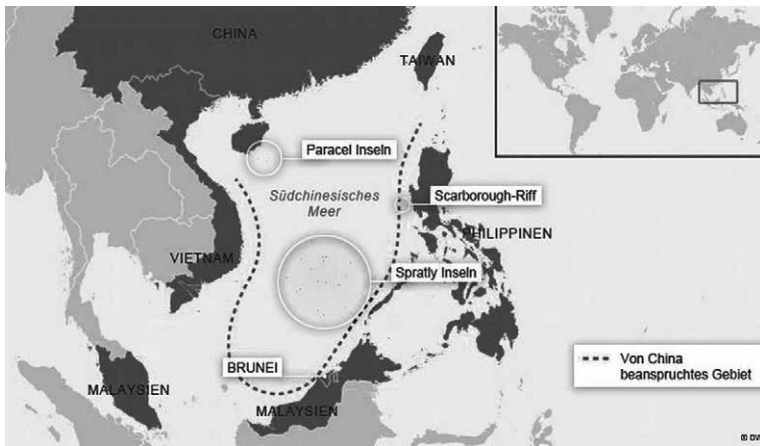 CHINA
TAIWAN
Paracel Inseln
Südchinesisches
Meer
Scarborough-Riff
PHILIPPINEN
VIETNAM
Spratly Inseln
BRUNEI
MALAYSIEN
MALAYSIEN
Von China
beanspruchtes Gebiet
© DW